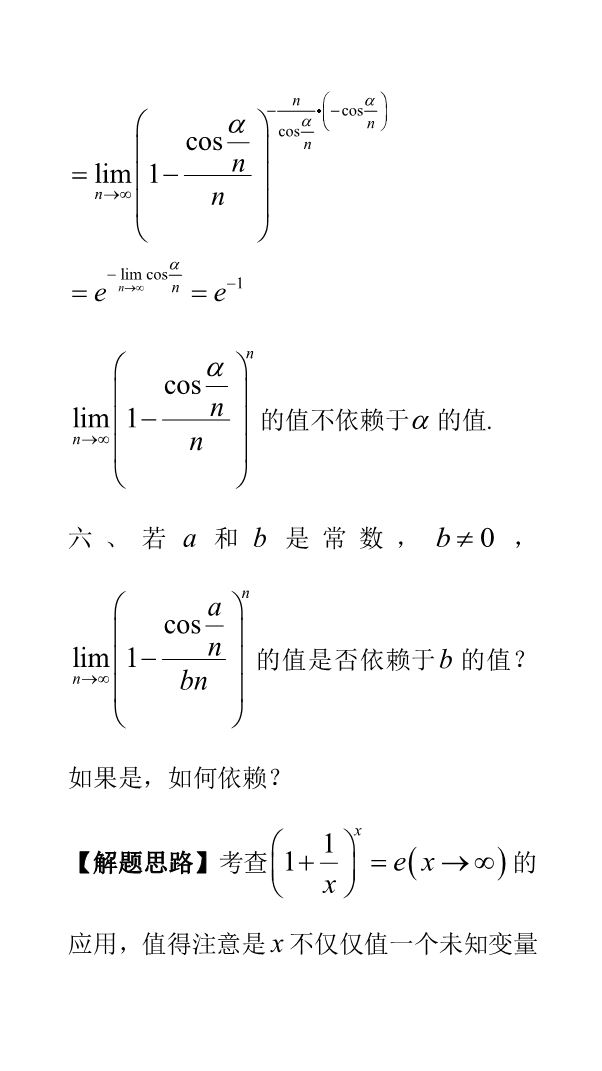 $= \lim_{n \to \infty} \left( 1 - \frac{\cos \frac{\alpha}{n}}{n} \right)^{-\frac{n}{\cos \frac{\alpha}{n}} \bullet \left( -\cos \frac{\alpha}{n} \right)}$
$= e^{-\lim_{n \to \infty} \cos \frac{\alpha}{n}} = e^{-1}$
$\lim_{n \to \infty} \left( 1 - \frac{\cos \frac{\alpha}{n}}{n} \right)^{n}$ 的值不依赖于 $\alpha$ 的值.
六、若 $a$ 和 $b$ 是常数， $b \neq 0$ ，
$\lim_{n \to \infty} \left( 1 - \frac{\cos \frac{a}{n}}{bn} \right)^{n}$ 的值是否依赖于 $b$ 的值？
如果是，如何依赖？
【解题思路】考查 $\left( 1 + \frac{1}{x} \right)^{x} = e \left( x \to \infty \right)$ 的
应用，值得注意是 $x$ 不仅仅值一个未知变量